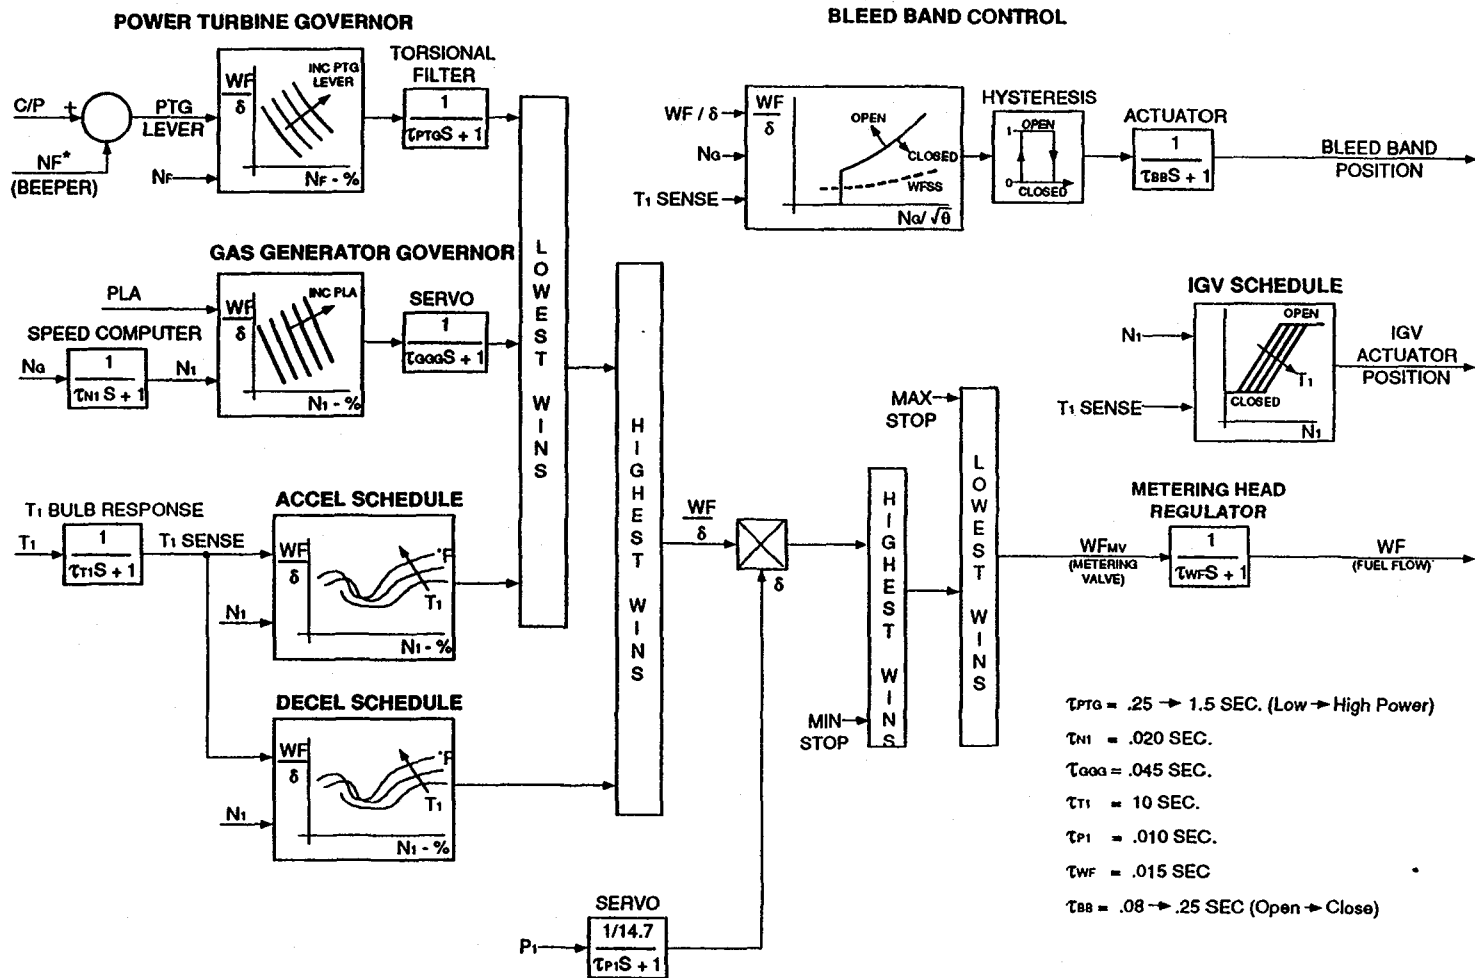 POWER TURBINE GOVERNOR
C/P
+
NF*
(BEEPER)
PTG
LEVER
NF
WF
δ
INC PTG
LEVER
NF - %
TORSIONAL
FILTER
1
τPTGS + 1
GAS GENERATOR GOVERNOR
PLA
SPEED COMPUTER
NG
1
τN1 S + 1
N1
WF
δ
INC PLA
N1 - %
SERVO
1
τGGGS + 1
LOWEST WINS
T1 BULB RESPONSE
T1
1
τT1S + 1
T1 SENSE
ACCEL SCHEDULE
WF
δ
°F
T1
N1
N1 - %
DECEL SCHEDULE
WF
δ
°F
T1
N1
N1 - %
HIGHEST WINS
WF
δ
δ
SERVO
P1
1/14.7
τP1S + 1
MIN
STOP
HIGHEST WINS
MAX
STOP
LOWEST WINS
BLEED BAND CONTROL
WF / δ
NG
T1 SENSE
WF
δ
OPEN
CLOSED
WFSS
NG/ √θ
HYSTERESIS
1
OPEN
0
CLOSED
ACTUATOR
1
τBBS + 1
BLEED BAND
POSITION
IGV SCHEDULE
N1
T1 SENSE
OPEN
T1
CLOSED
N1
IGV
ACTUATOR
POSITION
METERING HEAD
REGULATOR
WFMV
(METERING
VALVE)
1
τWFS + 1
WF
(FUEL FLOW)
τPTG = .25 → 1.5 SEC. (Low → High Power)
τN1 = .020 SEC.
τGGG = .045 SEC.
τT1 = 10 SEC.
τP1 = .010 SEC.
τWF = .015 SEC
τBB = .08 → .25 SEC (Open → Close)